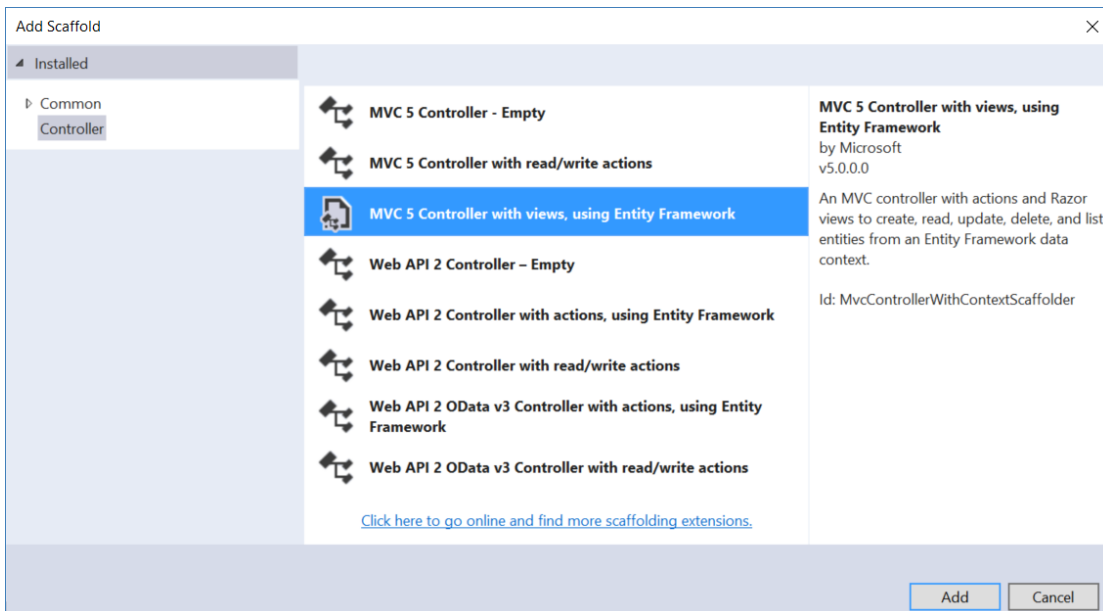 Add Scaffold
Installed
Common
Controller
MVC 5 Controller - Empty
MVC 5 Controller with read/write actions
MVC 5 Controller with views, using Entity Framework
Web API 2 Controller – Empty
Web API 2 Controller with actions, using Entity Framework
Web API 2 Controller with read/write actions
Web API 2 OData v3 Controller with actions, using Entity
Framework
Web API 2 OData v3 Controller with read/write actions
Click here to go online and find more scaffolding extensions.
MVC 5 Controller with views, using
Entity Framework
by Microsoft
v5.0.0.0
An MVC controller with actions and Razor
views to create, read, update, delete, and list
entities from an Entity Framework data
context.
Id: MvcControllerWithContextScaffolder
Add
Cancel